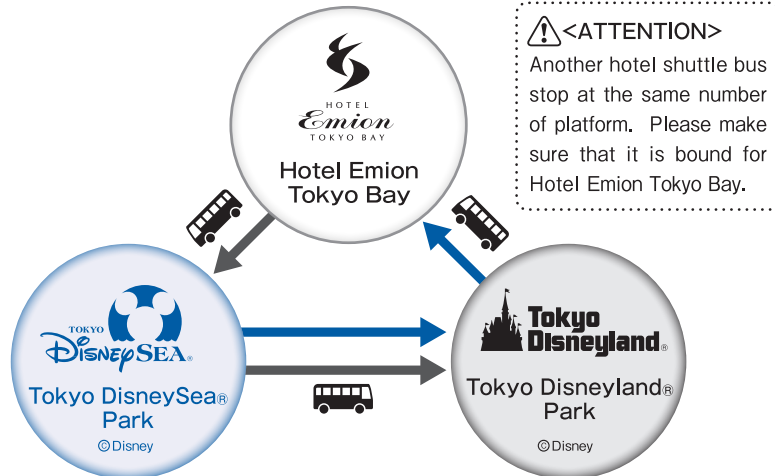 HOTEL
Emion
TOKYO BAY
Hotel Emion
Tokyo Bay
<ATTENTION>
Another hotel shuttle bus
stop at the same number
of platform. Please make
sure that it is bound for
Hotel Emion Tokyo Bay.
TOKYO
DISNEY SEA®
Tokyo DisneySea®
Park
©Disney
Tokyo
Disneyland®
Tokyo Disneyland®
Park
©Disney